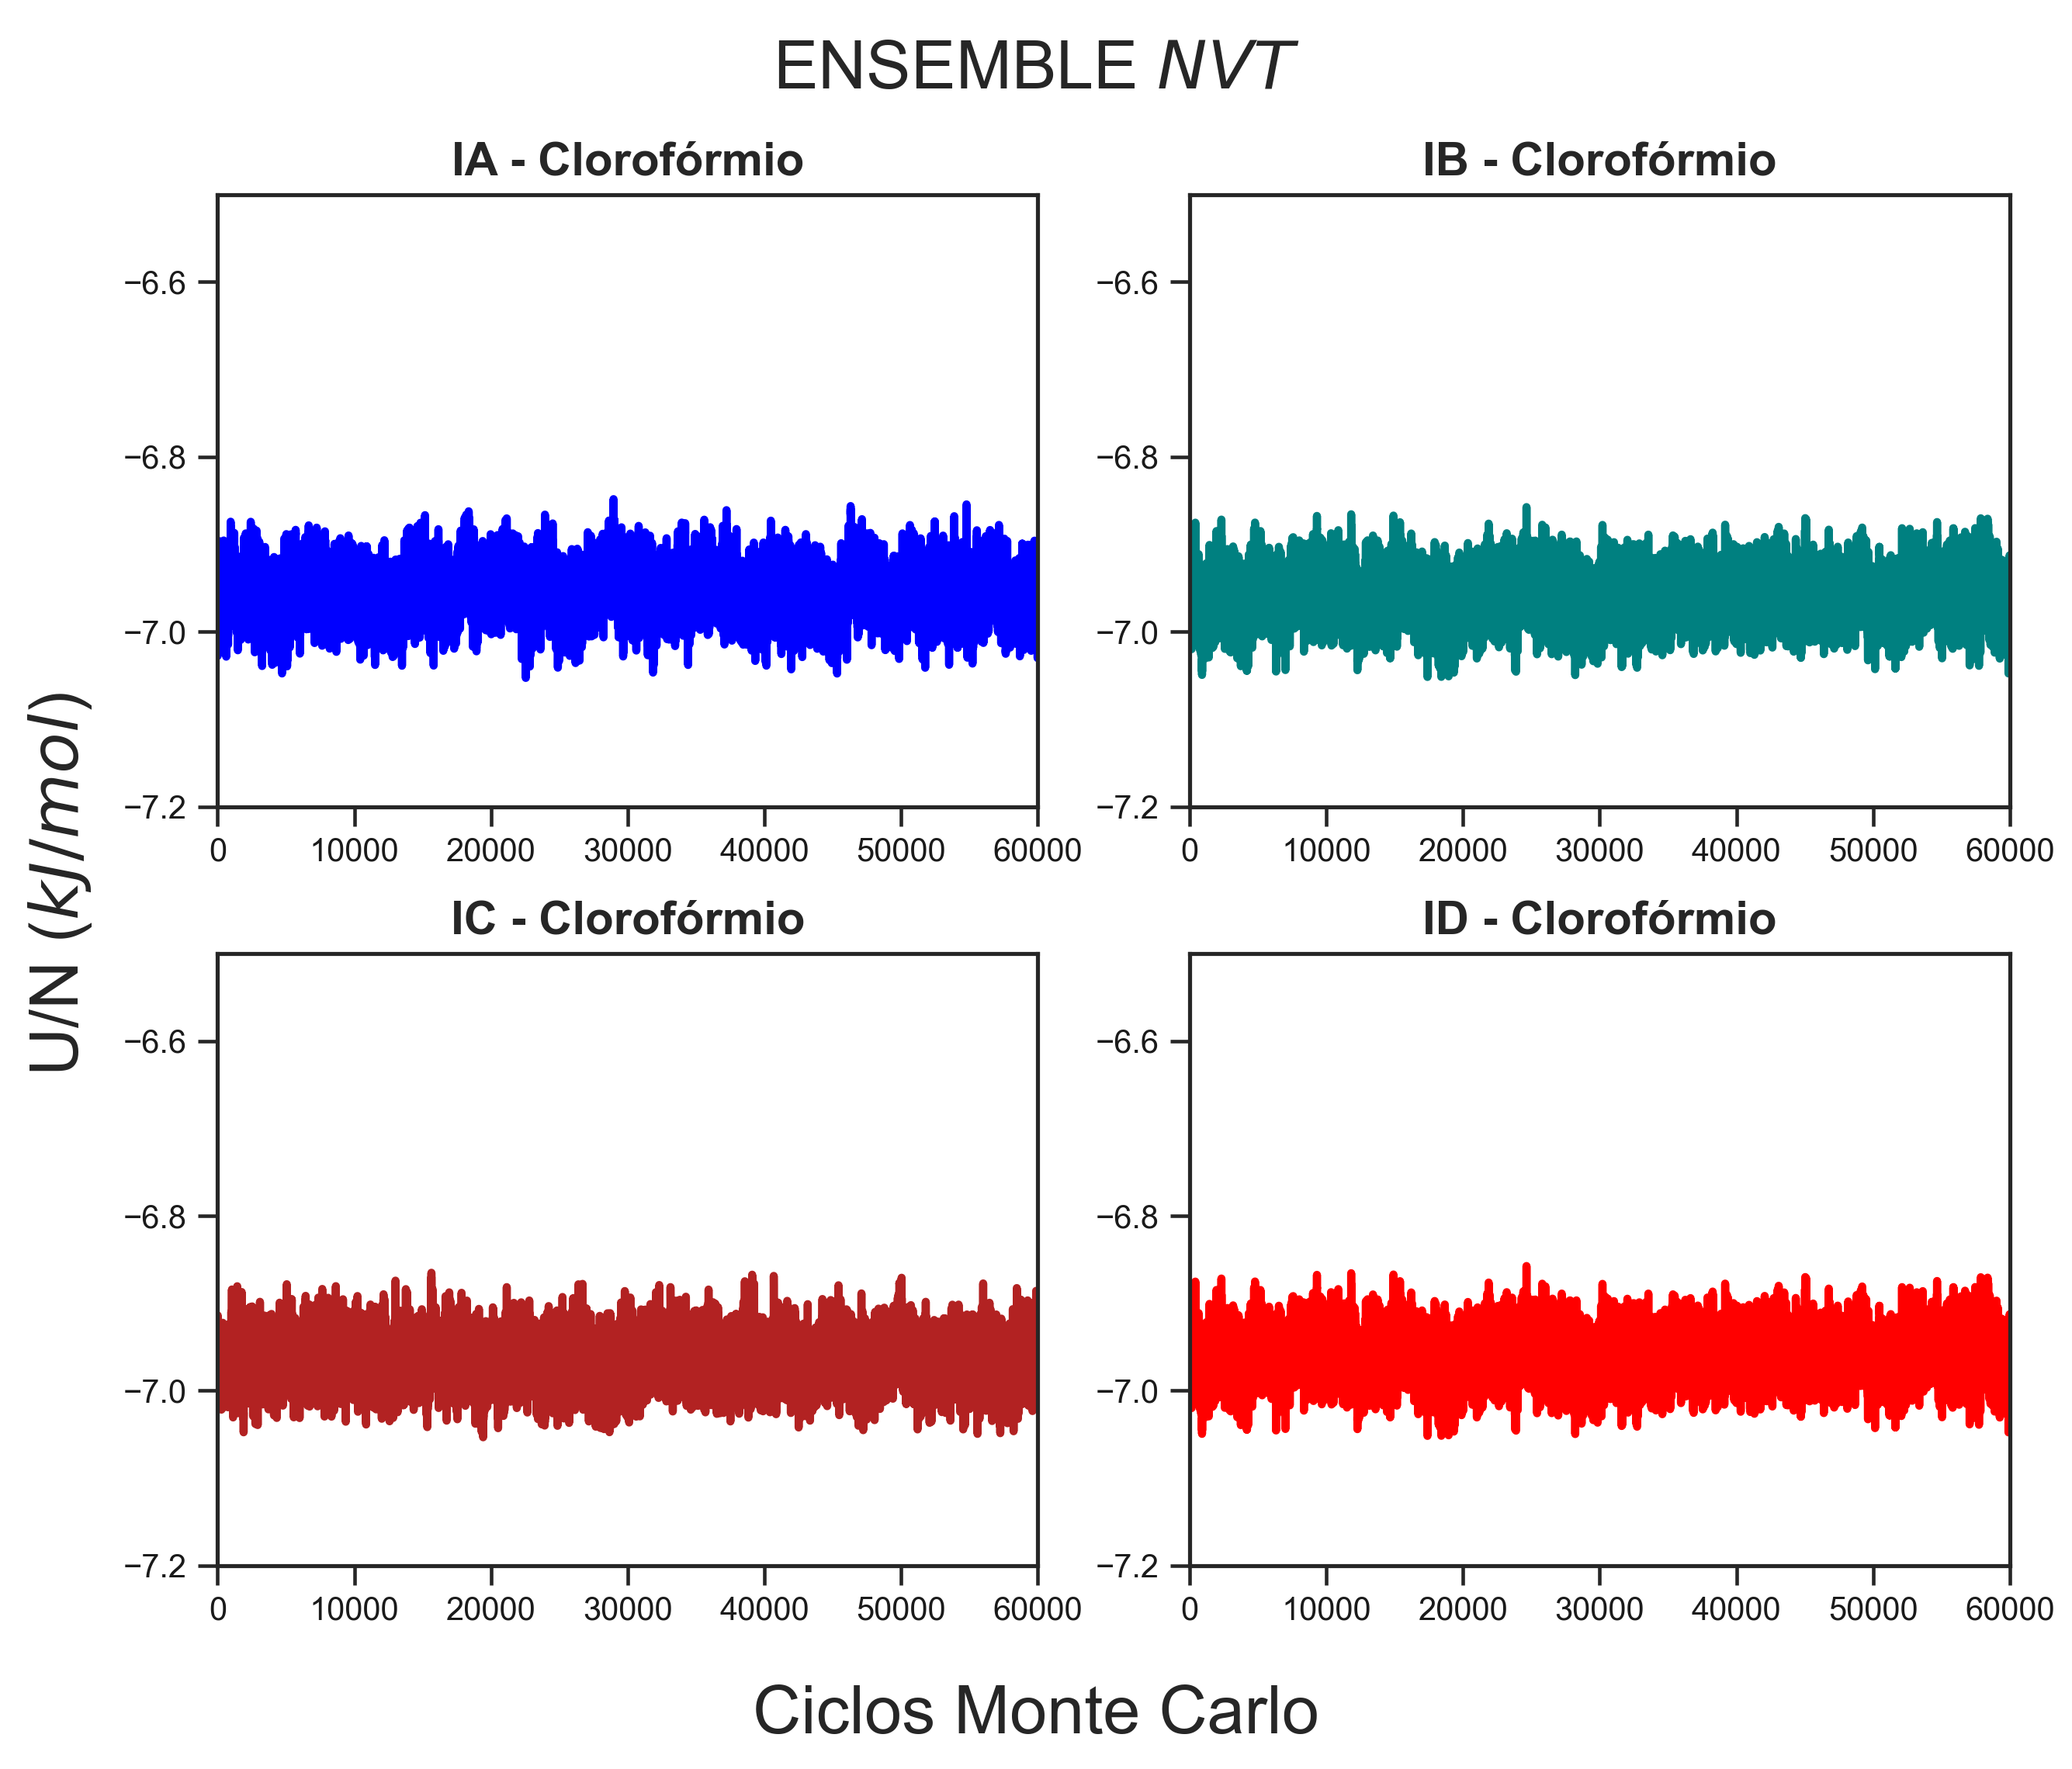 ENSEMBLE NVT
IA - Clorofórmio
IB - Clorofórmio
−6.6
−6.8
−7.0
−7.2
0 10000 20000 30000 40000 50000 60000
−6.6
−6.8
−7.0
−7.2
0 10000 20000 30000 40000 50000 60000
U/N (kJ/mol)
IC - Clorofórmio
ID - Clorofórmio
−6.6
−6.8
−7.0
−7.2
0 10000 20000 30000 40000 50000 60000
−6.6
−6.8
−7.0
−7.2
0 10000 20000 30000 40000 50000 60000
Ciclos Monte Carlo